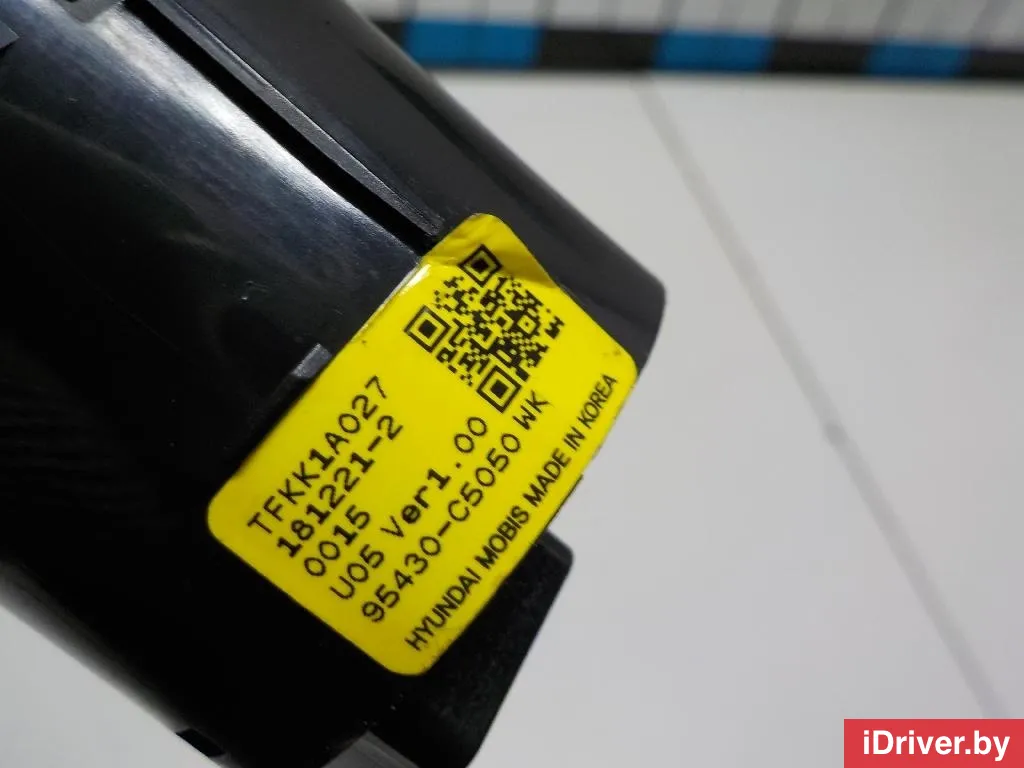 TFKK1A027
181221-2
0015
U05 Ver1.00
95430-C5050 WK
HYUNDAI MOBIS MADE IN KOREA
iDriver.by